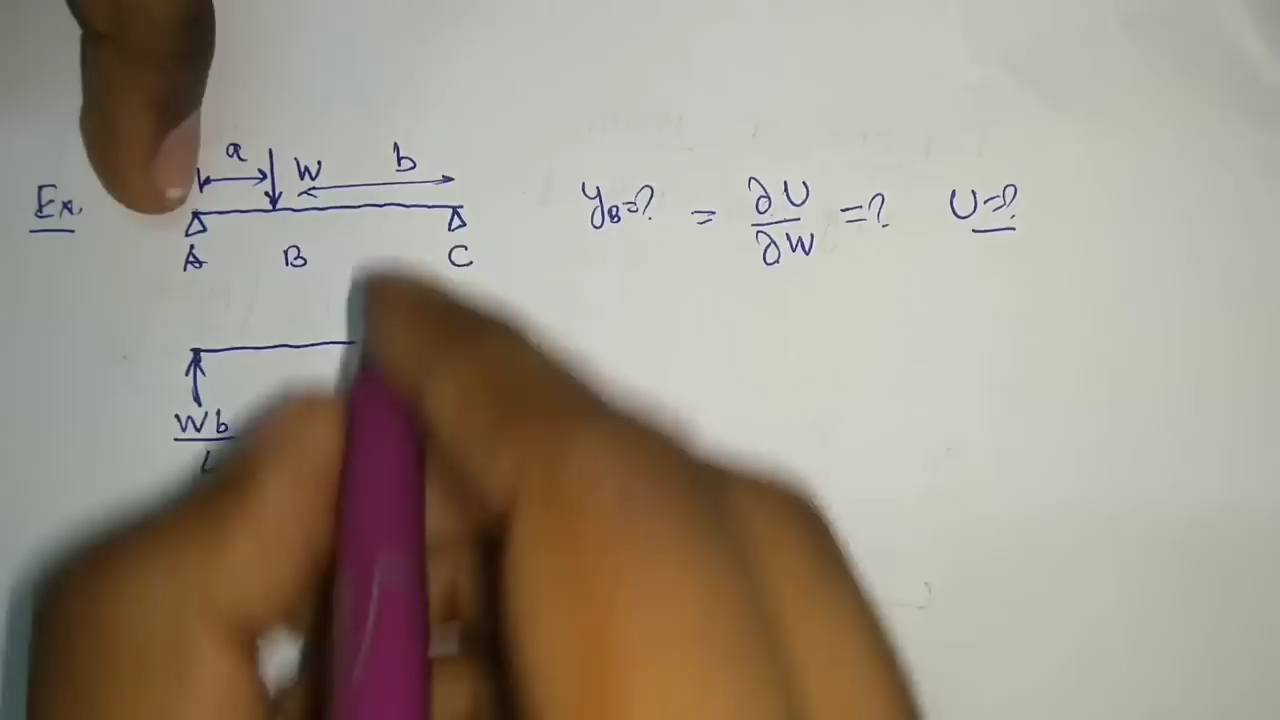 a W b
Ex. y_B=? = ∂U/∂W =? U=?
A B C
Wb
L